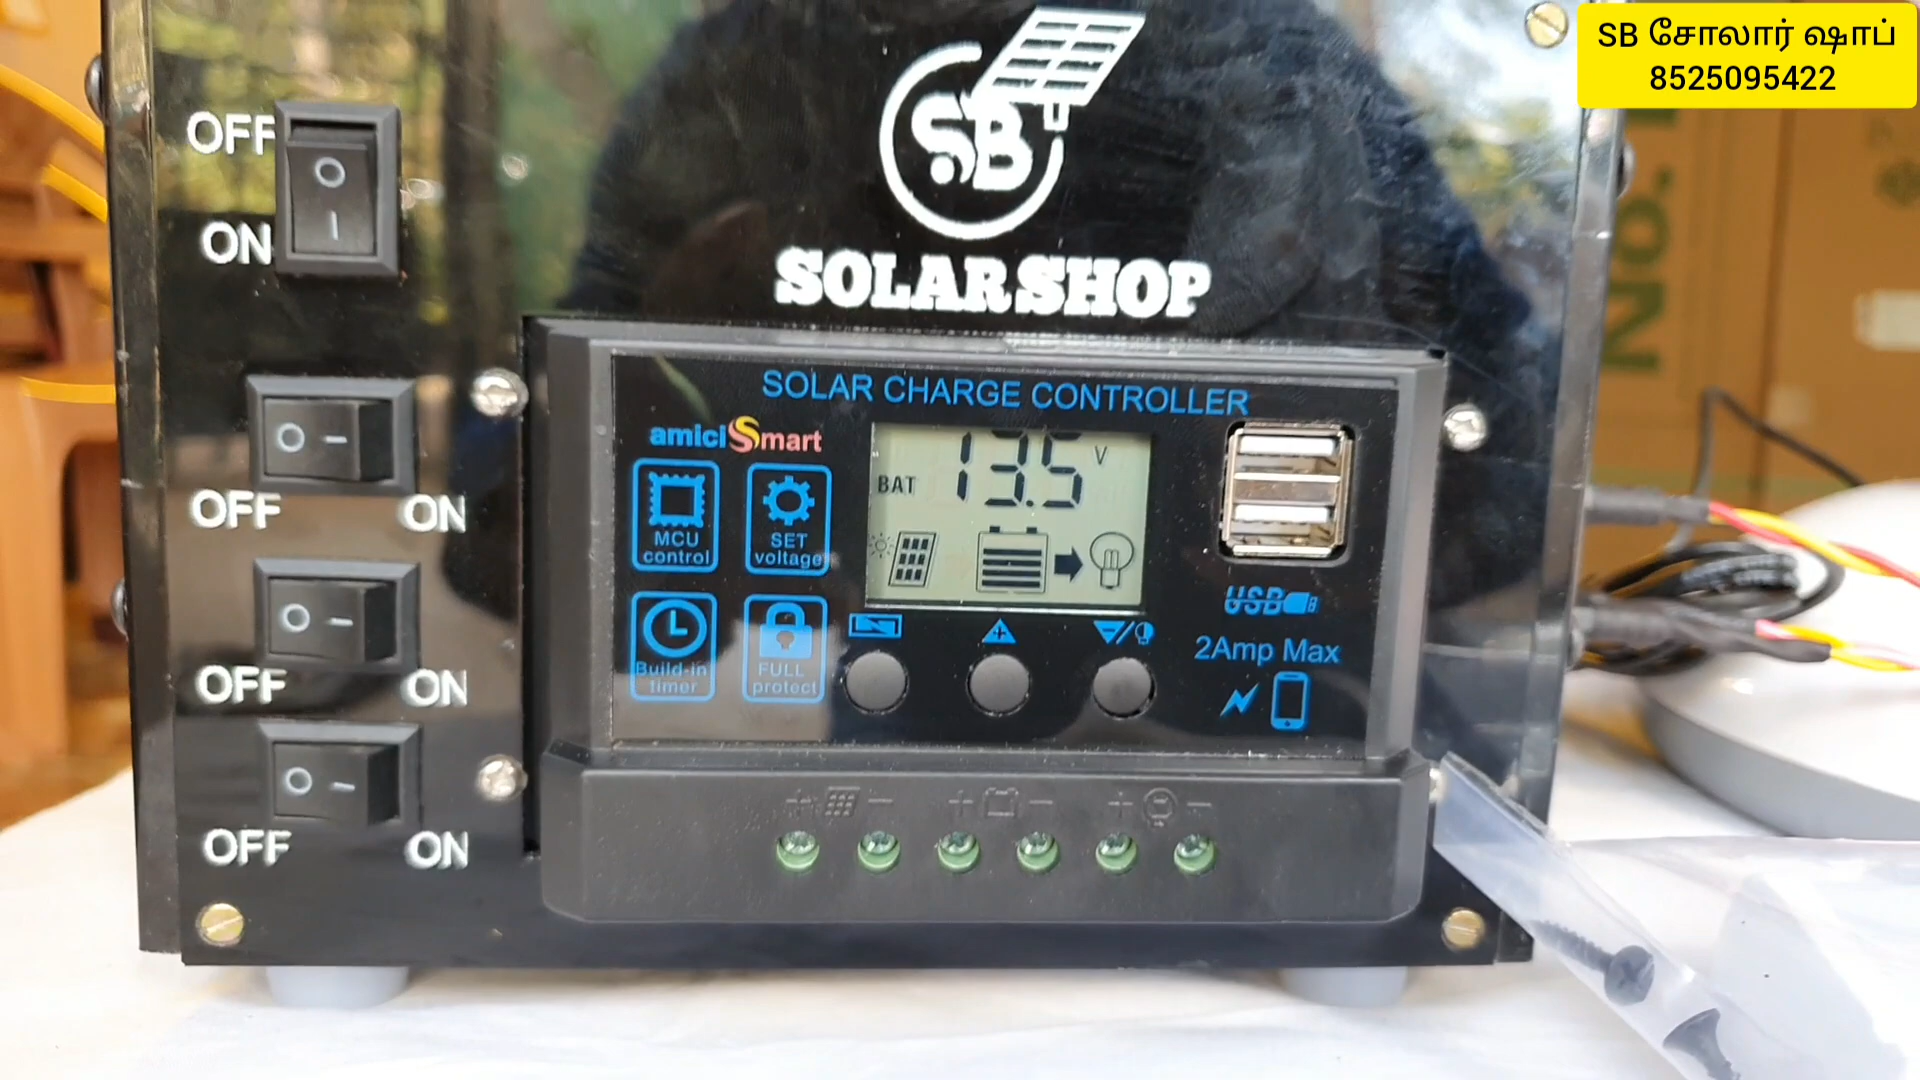 SB சோலார் ஷாப்
8525095422
OFF
ON
SB
SOLAR SHOP
SOLAR CHARGE CONTROLLER
amiciSmart
MCU
control
SET
voltage
Build-in
timer
FULL
protect
BAT 13.5 V
USB
2Amp Max
OFF ON
OFF ON
OFF ON
No.